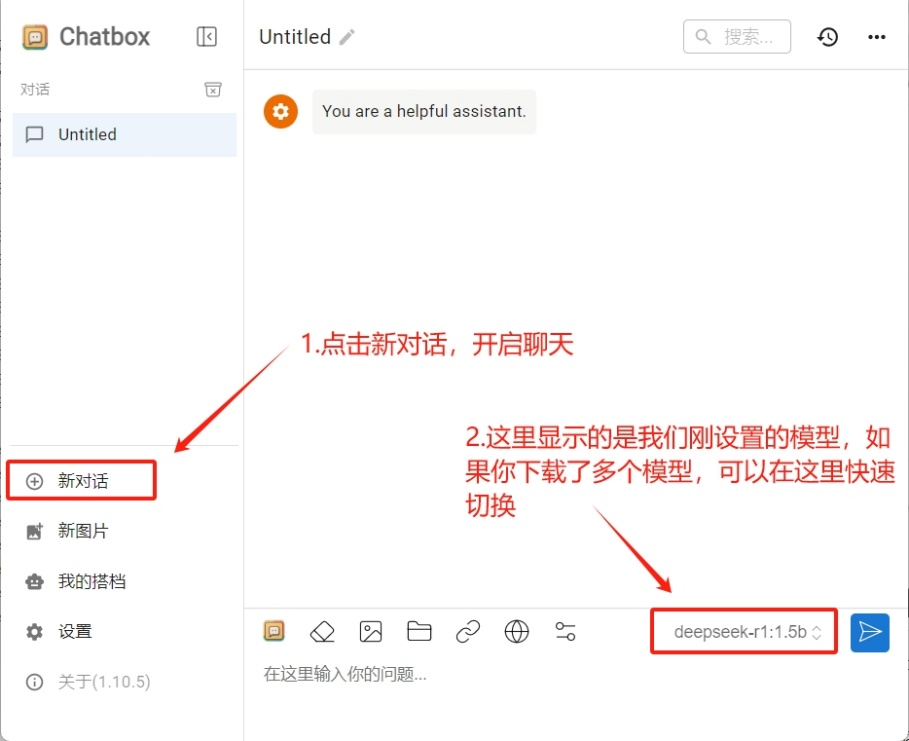 Chatbox
Untitled
搜索...
对话
Untitled
You are a helpful assistant.
1.点击新对话，开启聊天
2.这里显示的是我们刚设置的模型，如
果你下载了多个模型，可以在这里快速
切换
新对话
新图片
我的搭档
设置
关于(1.10.5)
deepseek-r1:1.5b
在这里输入你的问题...